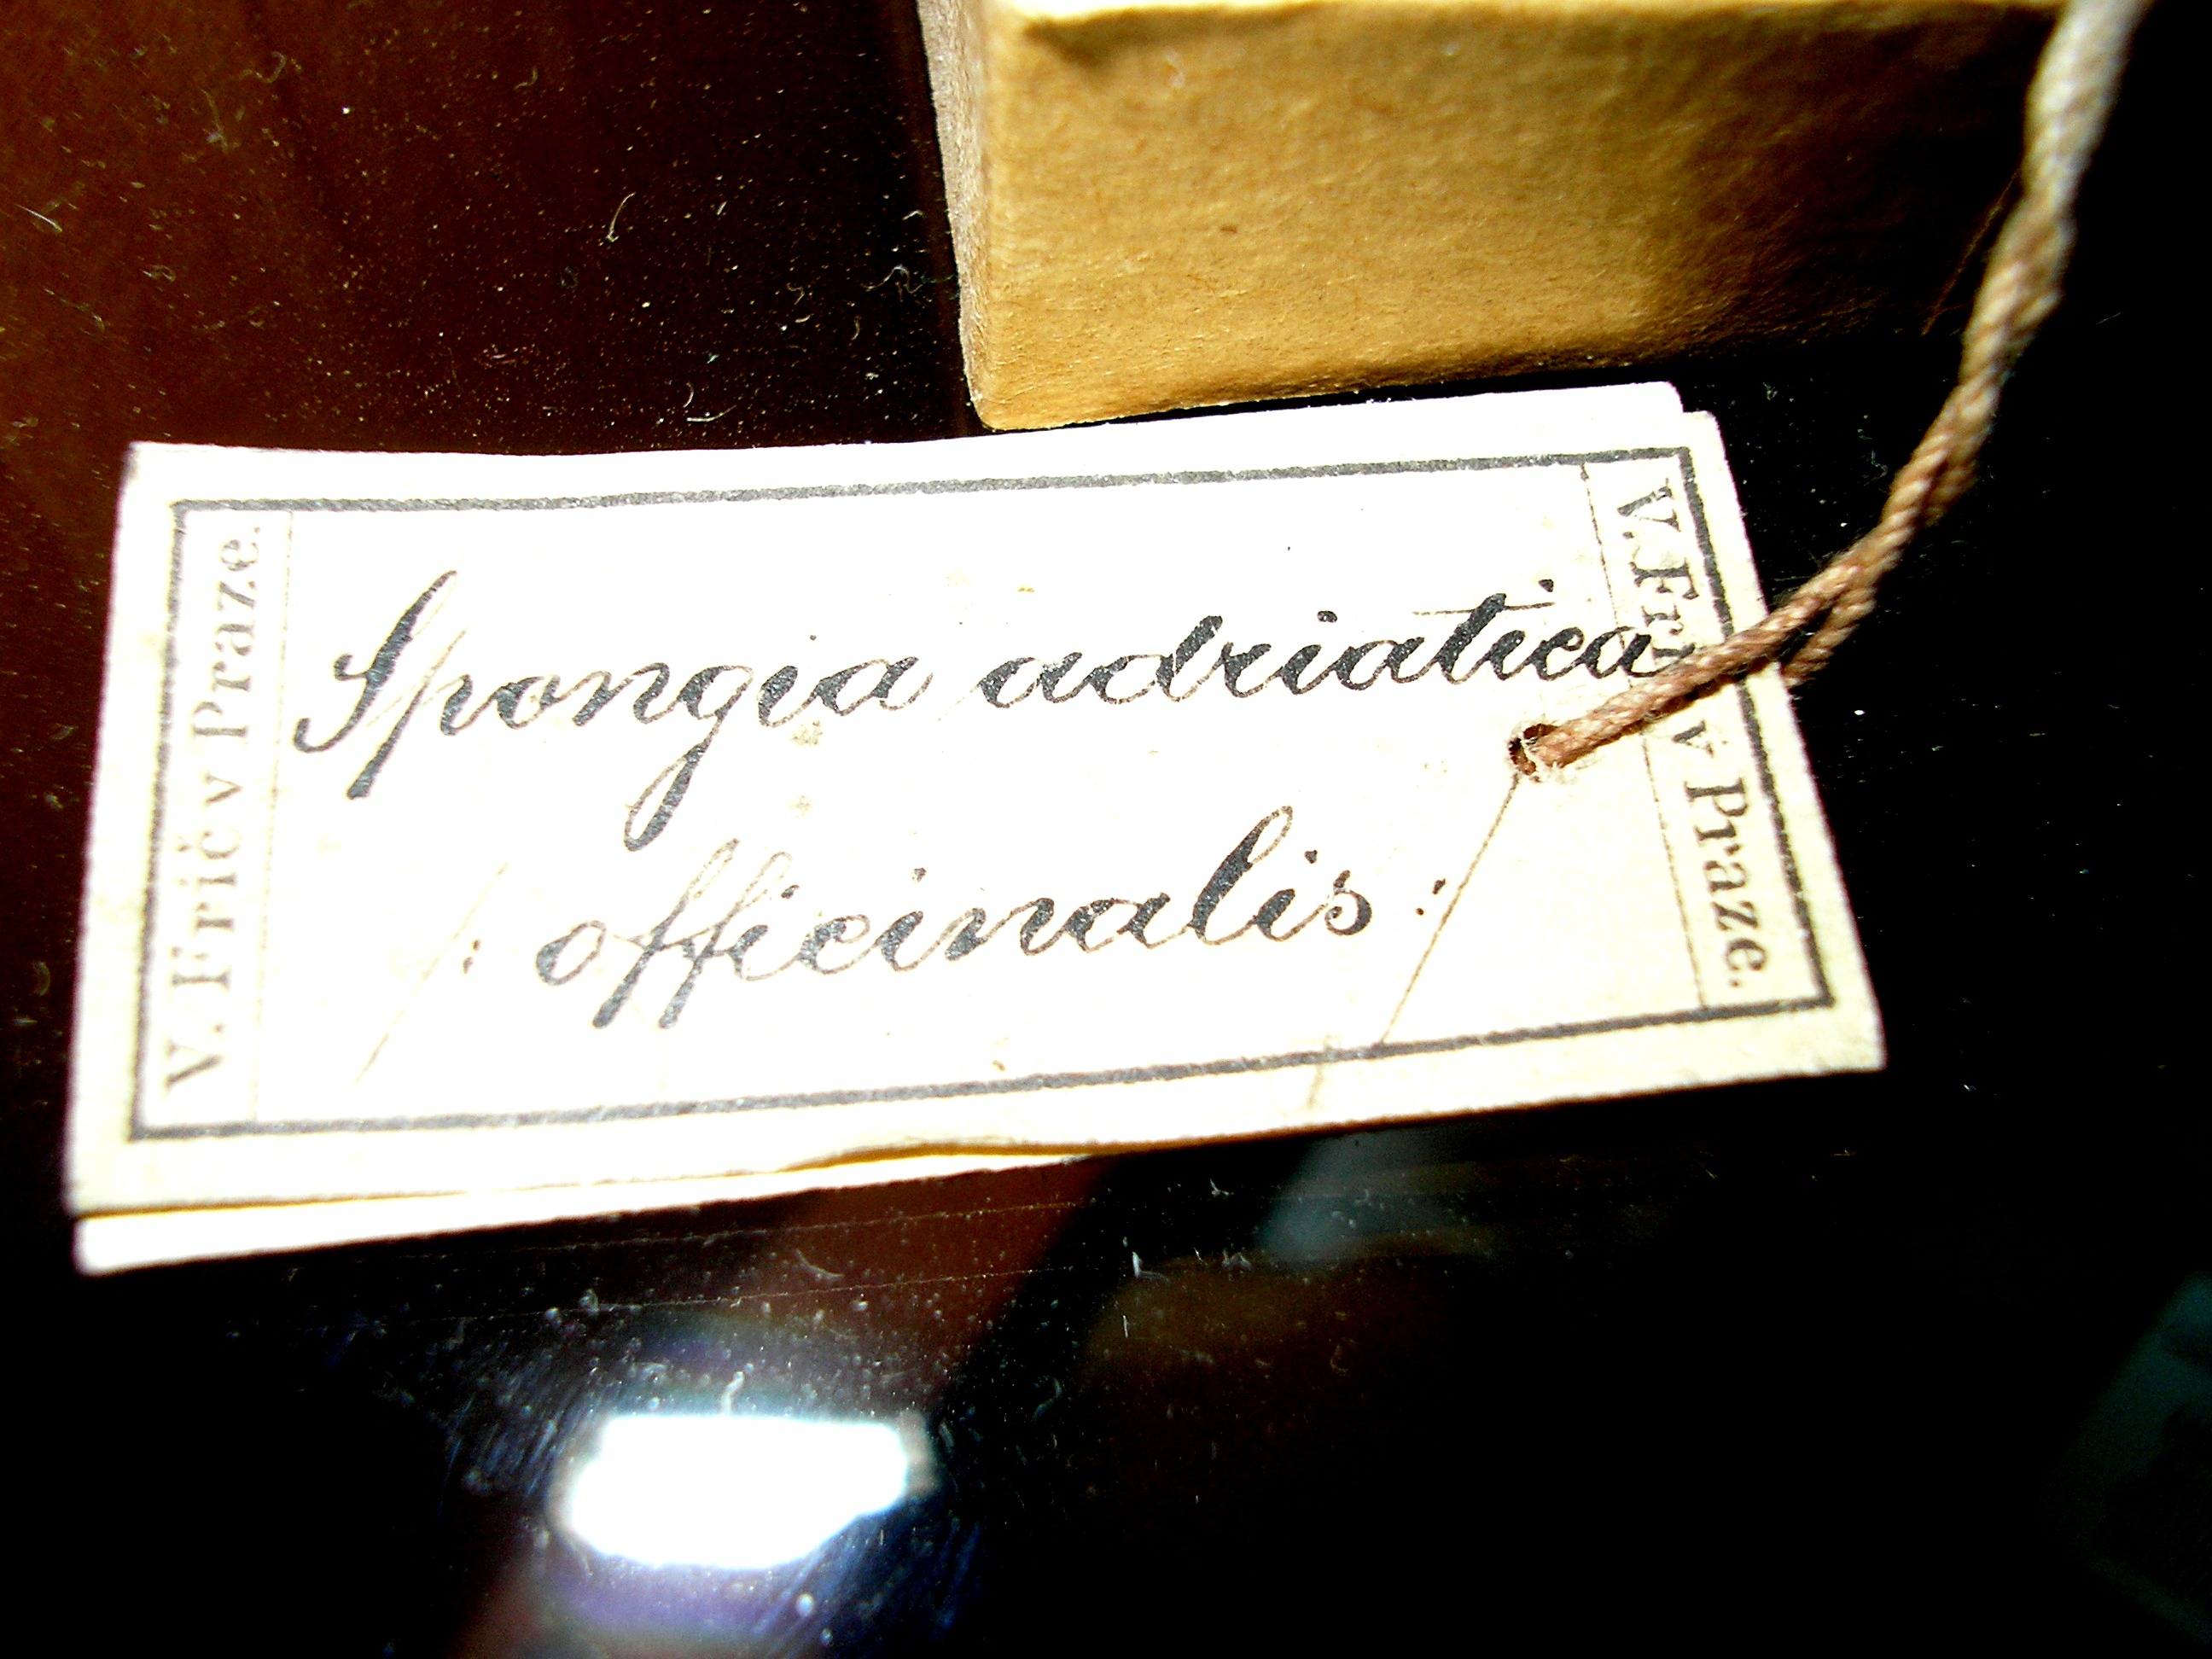 V. Frič v Praze.
Spongia adriatica
/: officinalis :/
V. Frič v Praze.